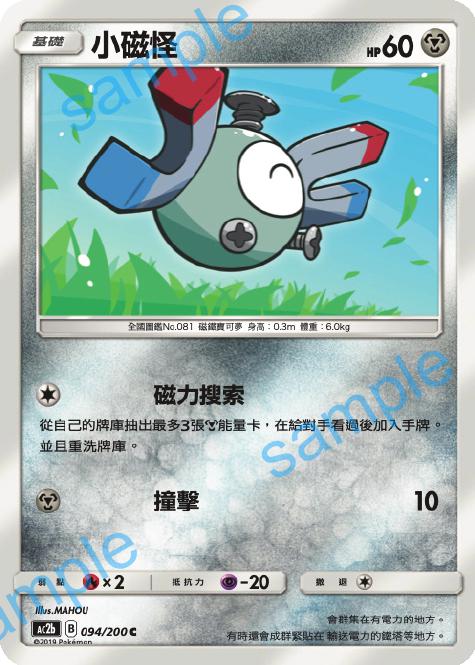 基礎 小磁怪 HP60
全國圖鑑No.081 磁鐵寶可夢 身高：0.3m 體重：6.0kg
磁力搜索
從自己的牌庫抽出最多3張能量卡，在給對手看過後加入手牌。
並且重洗牌庫。
撞擊 10
弱點 ×2 抵抗力 -20 撤退
Illus.MAHOU
AC2b B 094/200 C
©2019 Pokémon
會群集在有電力的地方。
有時還會成群緊貼在 輸電電力的鐵塔等地方。
sample
sample
sample